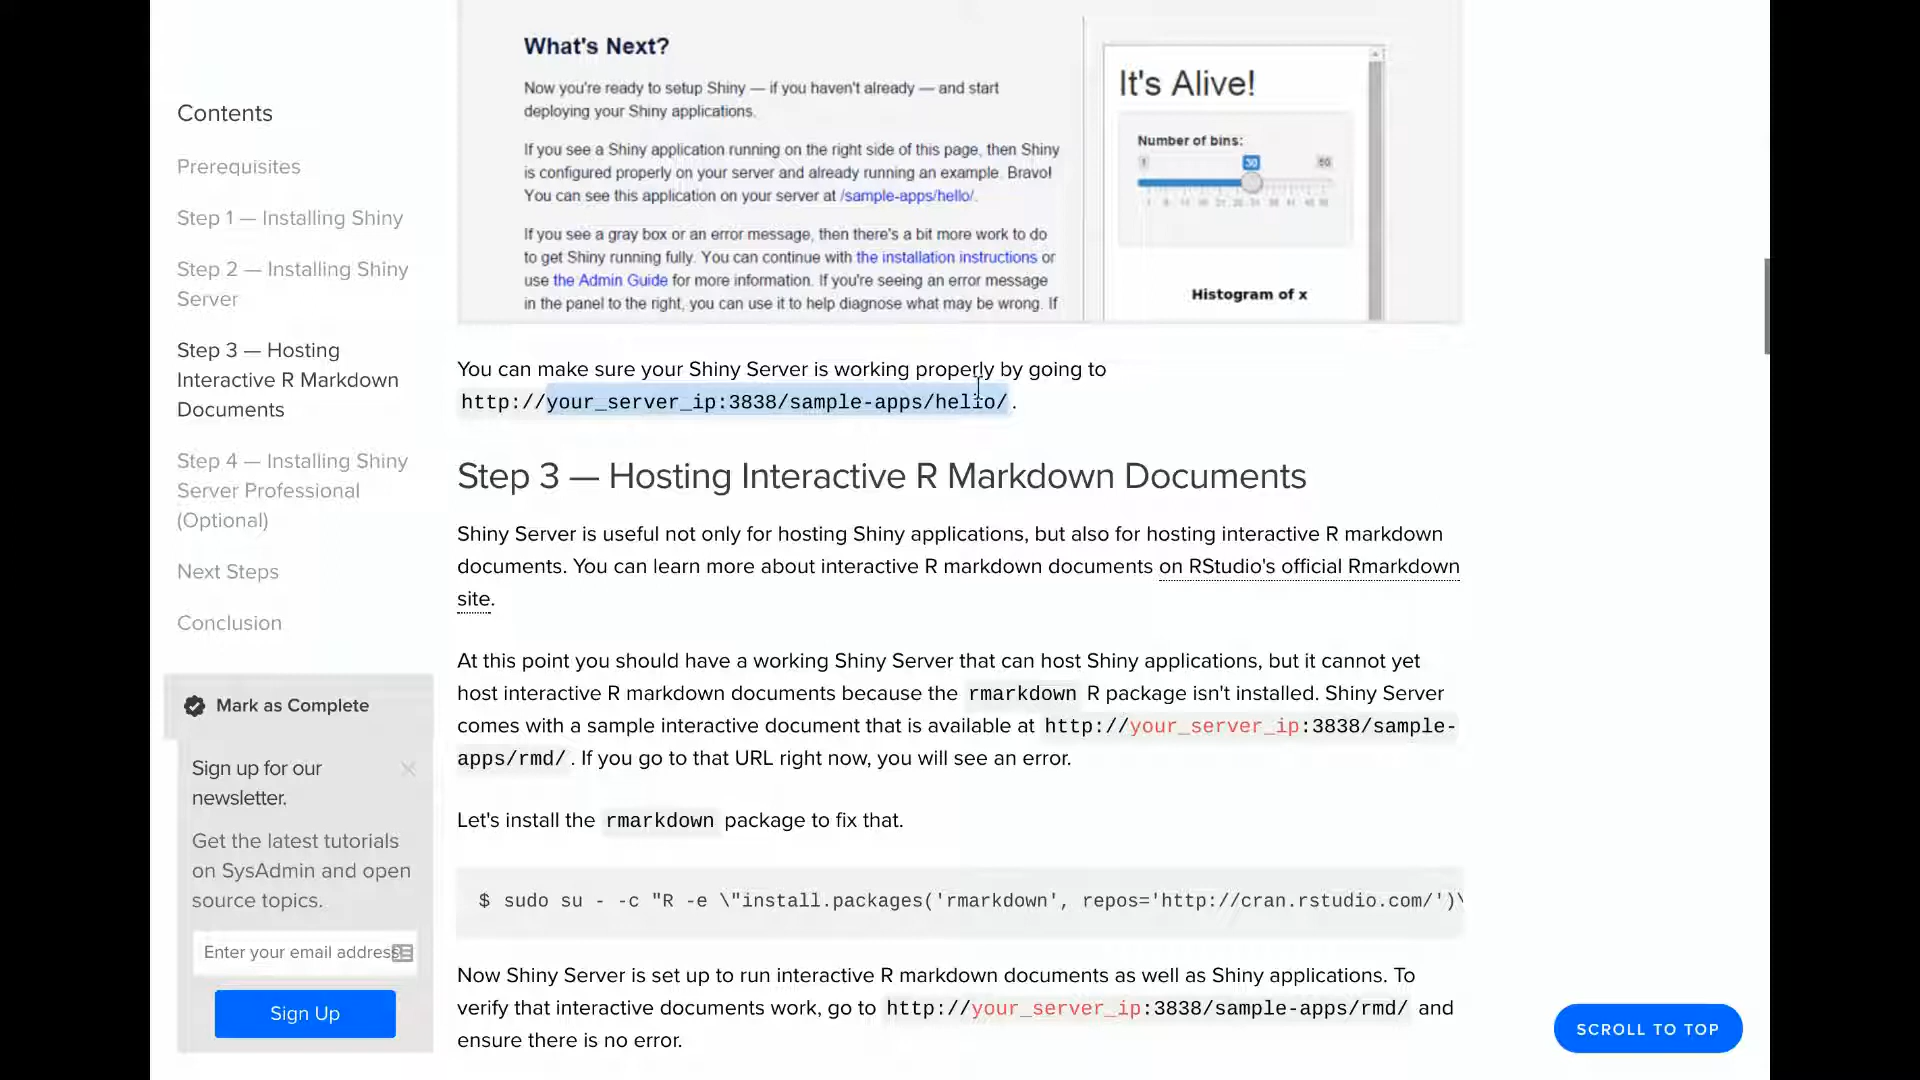 What's Next?
Now you're ready to setup Shiny — if you haven't already — and start
deploying your Shiny applications.
If you see a Shiny application running on the right side of this page, then Shiny
is configured properly on your server and already running an example. Bravo!
You can see this application on your server at /sample-apps/hello/.
If you see a gray box or an error message, then there's a bit more work to do
to get Shiny running fully. You can continue with the installation instructions or
use the Admin Guide for more information. If you're seeing an error message
in the panel to the right, you can use it to help diagnose what may be wrong. If
It's Alive!
Number of bins:
1 30 50
Histogram of x
Contents
Prerequisites
Step 1 — Installing Shiny
Step 2 — Installing Shiny
Server
Step 3 — Hosting
Interactive R Markdown
Documents
Step 4 — Installing Shiny
Server Professional
(Optional)
Next Steps
Conclusion
Mark as Complete
Sign up for our
newsletter.
Get the latest tutorials
on SysAdmin and open
source topics.
Enter your email address
Sign Up
You can make sure your Shiny Server is working properly by going to
http://your_server_ip:3838/sample-apps/hello/.
Step 3 — Hosting Interactive R Markdown Documents
Shiny Server is useful not only for hosting Shiny applications, but also for hosting interactive R markdown
documents. You can learn more about interactive R markdown documents on RStudio's official Rmarkdown
site.
At this point you should have a working Shiny Server that can host Shiny applications, but it cannot yet
host interactive R markdown documents because the rmarkdown R package isn't installed. Shiny Server
comes with a sample interactive document that is available at http://your_server_ip:3838/sample-
apps/rmd/. If you go to that URL right now, you will see an error.
Let's install the rmarkdown package to fix that.
$ sudo su - -c "R -e \"install.packages('rmarkdown', repos='http://cran.rstudio.com/')\
Now Shiny Server is set up to run interactive R markdown documents as well as Shiny applications. To
verify that interactive documents work, go to http://your_server_ip:3838/sample-apps/rmd/ and
ensure there is no error.
SCROLL TO TOP